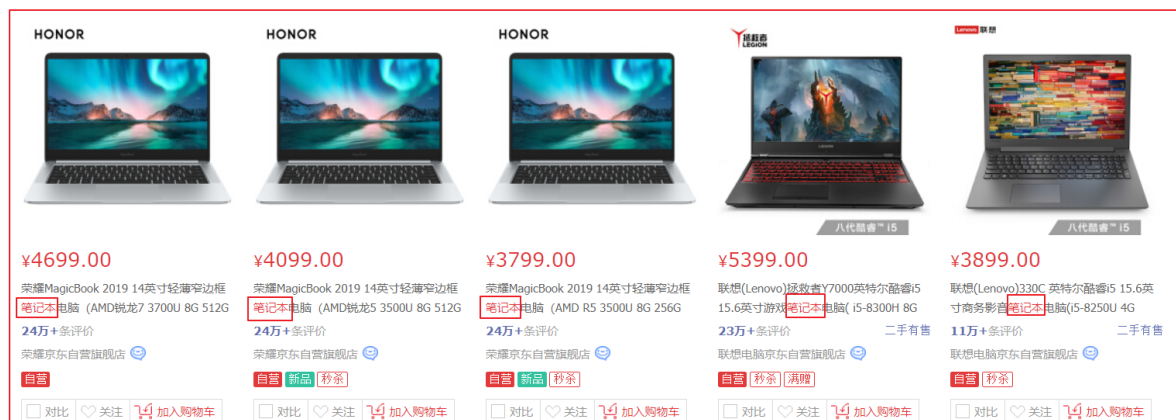 HONOR
¥4699.00
荣耀MagicBook 2019 14英寸轻薄窄边框
笔记本电脑（AMD锐龙7 3700U 8G 512G
24万+条评价
荣耀京东自营旗舰店
自营
对比 关注 加入购物车
HONOR
¥4099.00
荣耀MagicBook 2019 14英寸轻薄窄边框
笔记本电脑（AMD锐龙5 3500U 8G 512G
24万+条评价
荣耀京东自营旗舰店
自营 新品 秒杀
对比 关注 加入购物车
HONOR
¥3799.00
荣耀MagicBook 2019 14英寸轻薄窄边框
笔记本电脑（AMD R5 3500U 8G 256G
24万+条评价
荣耀京东自营旗舰店
自营 新品 秒杀
对比 关注 加入购物车
拯救者
LEGION
八代酷睿™ i5
¥5399.00
联想(Lenovo)拯救者Y7000英特尔酷睿i5
15.6英寸游戏笔记本电脑( i5-8300H 8G
23万+条评价 二手有售
联想电脑京东自营旗舰店
自营 秒杀 满赠
对比 关注 加入购物车
Lenovo 联想
八代酷睿™ i5
¥3899.00
联想(Lenovo)330C 英特尔酷睿i5 15.6英
寸商务影音笔记本电脑(i5-8250U 4G
11万+条评价 二手有售
联想电脑京东自营旗舰店
自营 秒杀
对比 关注 加入购物车